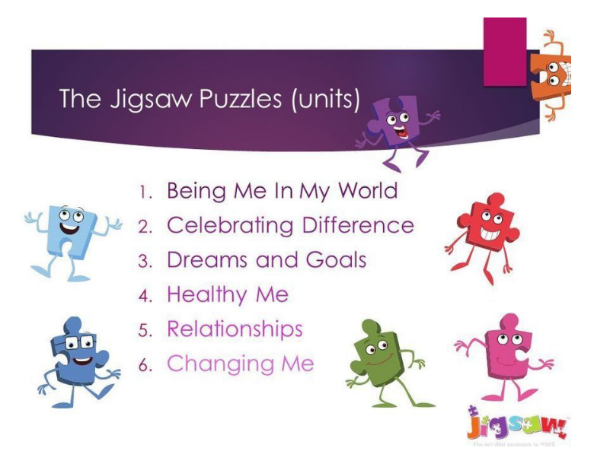 The Jigsaw Puzzles (units)
1. Being Me In My World
2. Celebrating Difference
3. Dreams and Goals
4. Healthy Me
5. Relationships
6. Changing Me
jigsaw